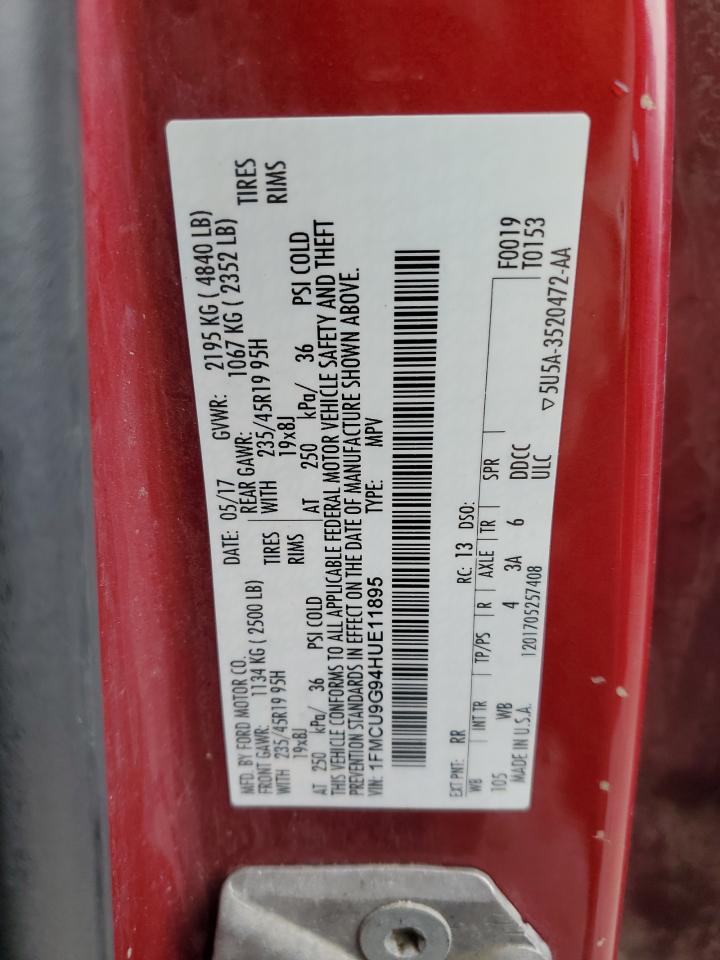 MFD. BY FORD MOTOR CO. DATE: 05/17 GVWR: 2195 KG ( 4840 LB)
FRONT GAWR: 1134 KG ( 2500 LB) REAR GAWR: 1067 KG ( 2352 LB)
WITH 235/45R19 95H TIRES WITH 235/45R19 95H TIRES
19x8J RIMS 19x8J RIMS
AT 250 kPa/ 36 PSI COLD AT 250 kPa/ 36 PSI COLD
THIS VEHICLE CONFORMS TO ALL APPLICABLE FEDERAL MOTOR VEHICLE SAFETY AND THEFT
PREVENTION STANDARDS IN EFFECT ON THE DATE OF MANUFACTURE SHOWN ABOVE.
VIN: 1FMCU9G94HUE11895 TYPE: MPV
EXT PNT: RR RC: 13 DSO:
WB INT TR TP/PS R AXLE TR SPR F0019
105 WB 4 3A 6 DDCC T0153
MADE IN U.S.A. 1201705257408 ULC ▽5U5A-3520472-AA